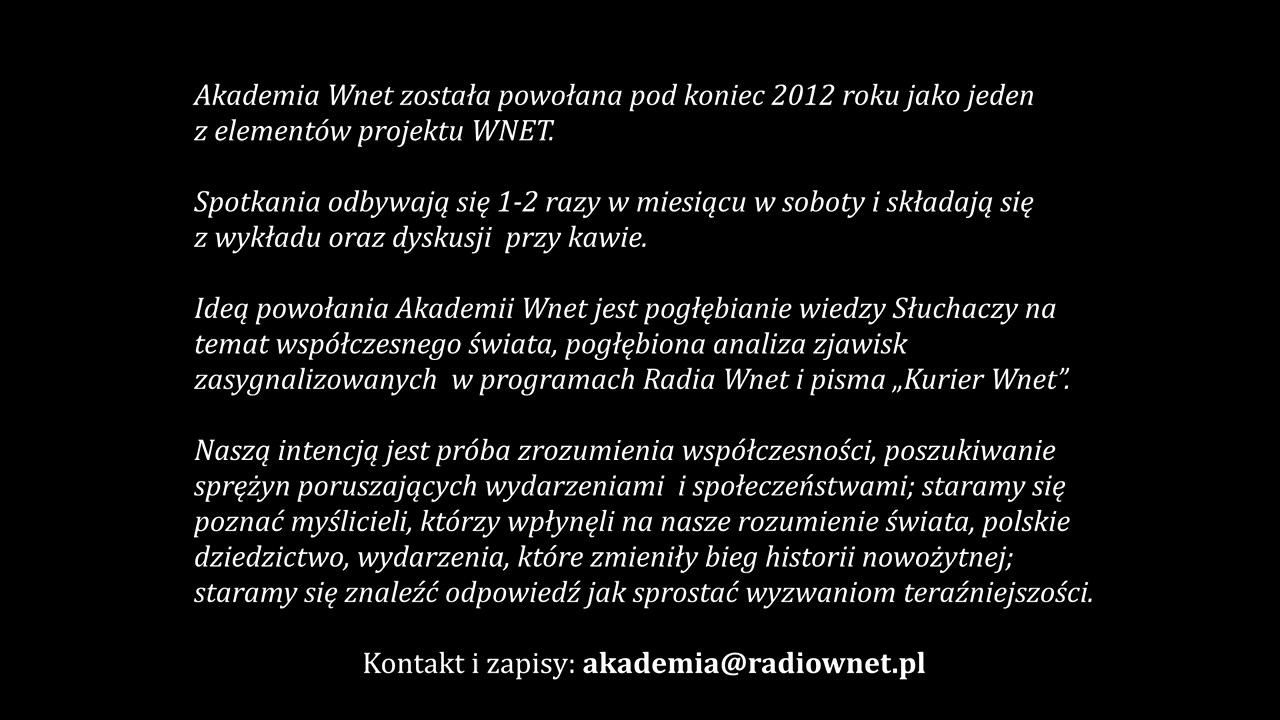 Akademia Wnet została powołana pod koniec 2012 roku jako jeden
z elementów projektu WNET.
Spotkania odbywają się 1-2 razy w miesiącu w soboty i składają się
z wykładu oraz dyskusji  przy kawie.
Ideą powołania Akademii Wnet jest pogłębianie wiedzy Słuchaczy na
temat współczesnego świata, pogłębiona analiza zjawisk
zasygnalizowanych  w programach Radia Wnet i pisma „Kurier Wnet”.
Naszą intencją jest próba zrozumienia współczesności, poszukiwanie
sprężyn poruszających wydarzeniami  i społeczeństwami; staramy się
poznać myślicieli, którzy wpłynęli na nasze rozumienie świata, polskie
dziedzictwo, wydarzenia, które zmieniły bieg historii nowożytnej;
staramy się znaleźć odpowiedź jak sprostać wyzwaniom teraźniejszości.
Kontakt i zapisy: akademia@radiownet.pl